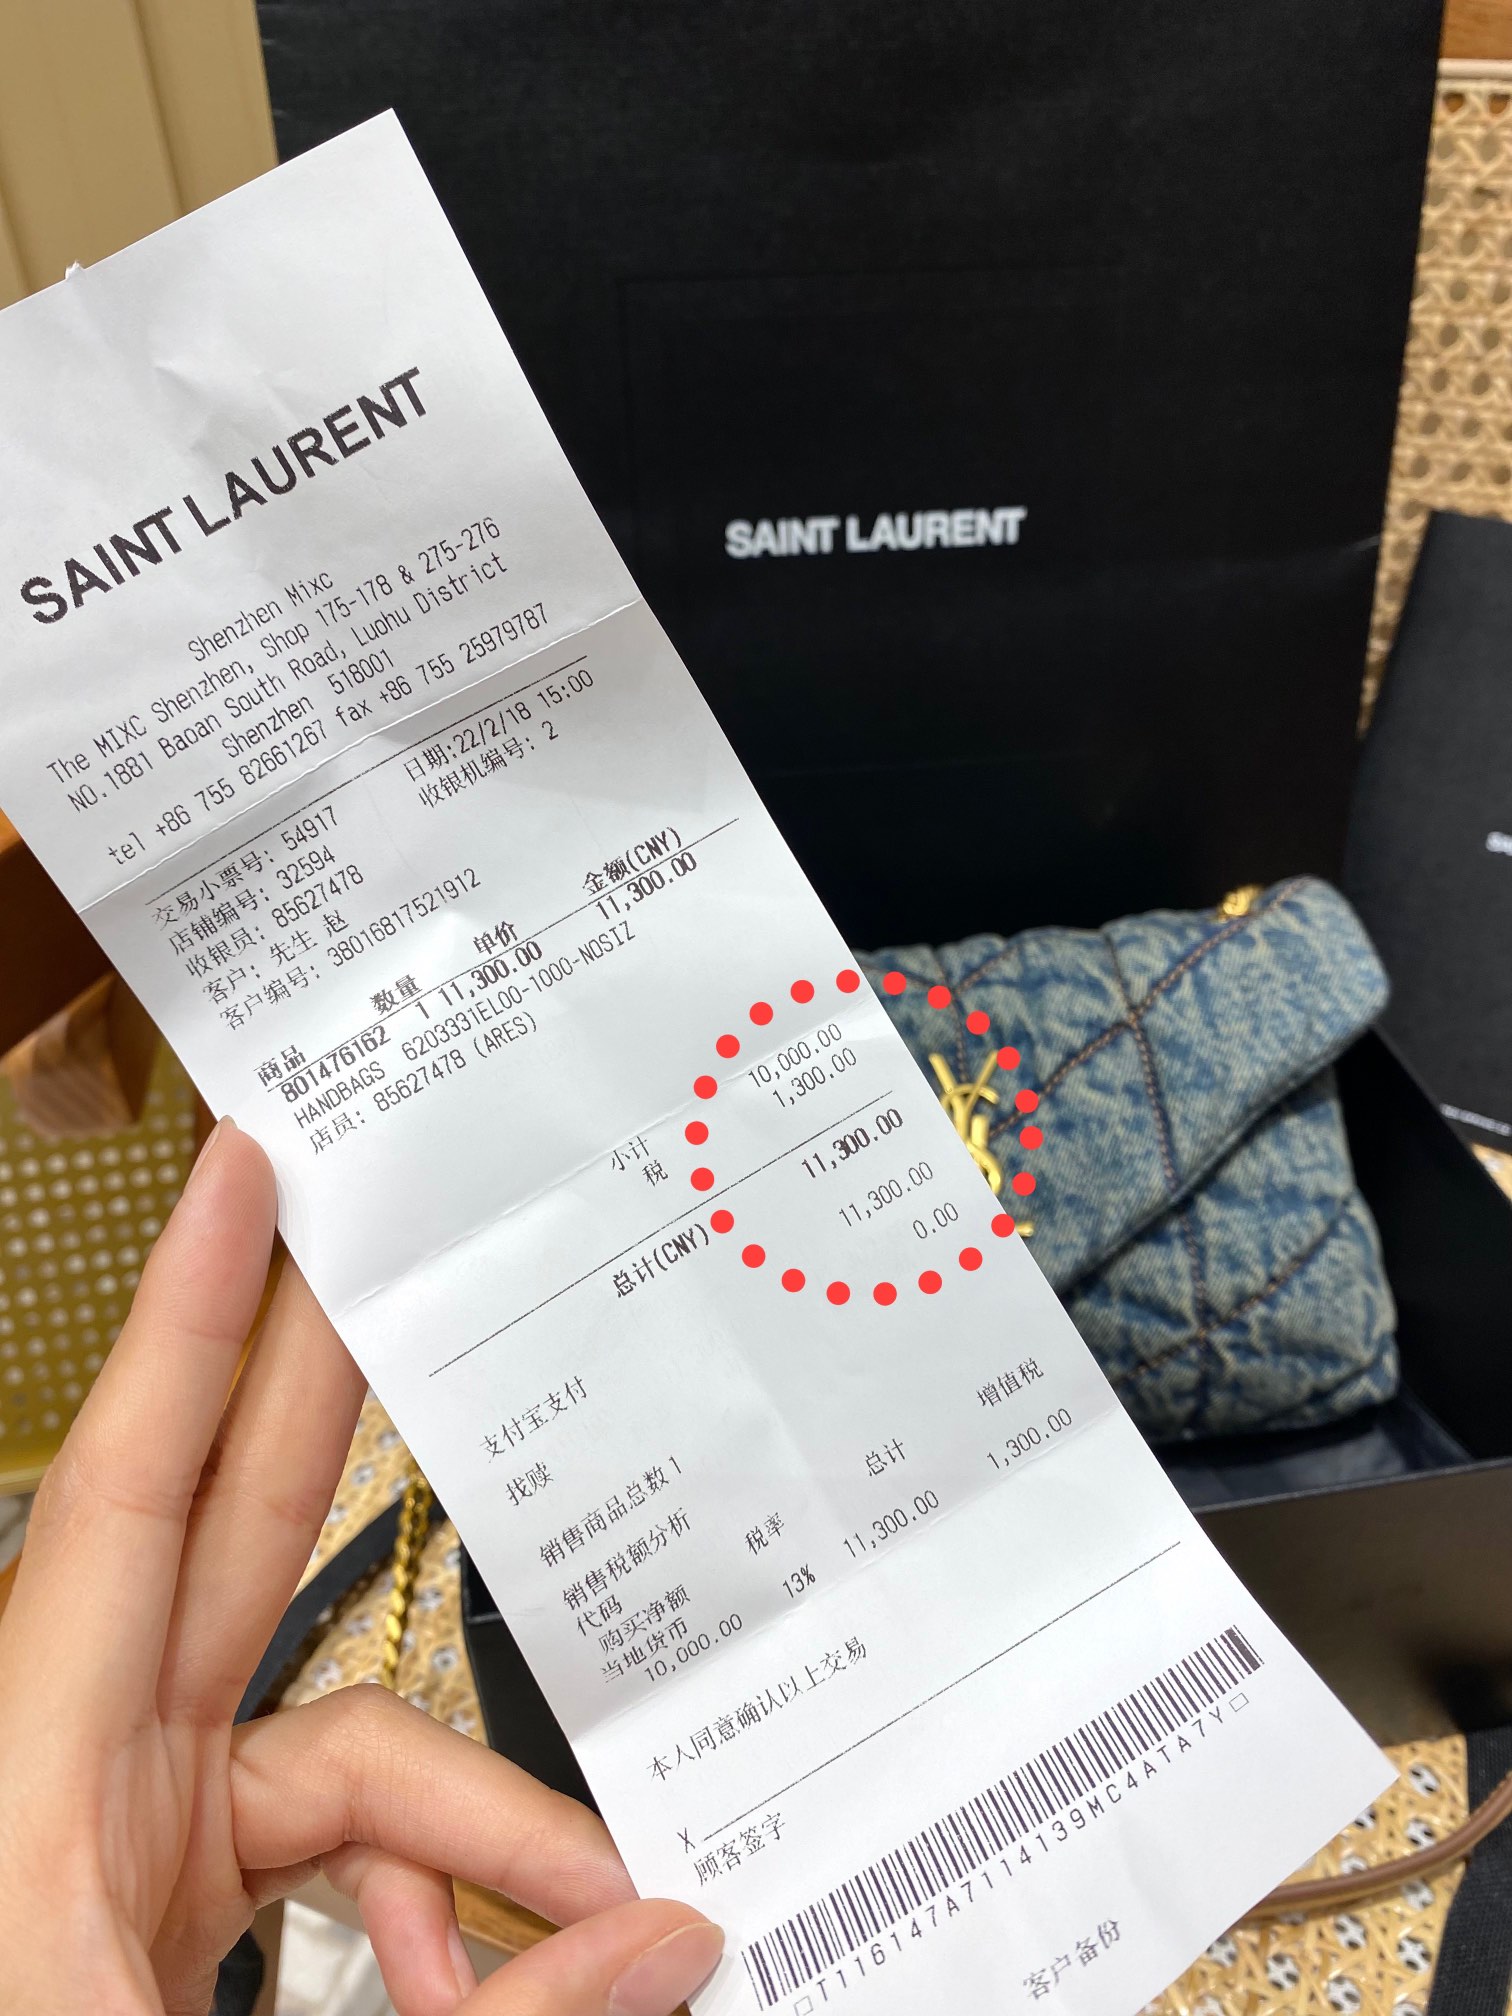 SAINT LAURENT
Shenzhen Mixc
The MIXC Shenzhen, Shop 175-178 & 275-276
NO.1881 Baoan South Road, Luohu District
Shenzhen 518001
tel +86 755 82661267 fax +86 755 25979787
交易小票号: 54917 日期:22/2/18 15:00
店铺编号: 32594 收银机编号: 2
收银员: 85627478
客户: 先生 赵
客户编号: 38016817521912
商品 数量 单价 金额(CNY)
801476162 1 11,300.00 11,300.00
HANDBAGS 6203331EL00-1000-NOSIZ
店员: 85627478 (ARES)
小计 10,000.00
税 1,300.00
总计(CNY) 11,300.00
支付宝支付 11,300.00
找赎 0.00
销售商品总数 1
销售税额分析
代码 税率 总计 增值税
购买净额 13% 11,300.00 1,300.00
当地货币
10,000.00
本人同意确认以上交易
X
顾客签字
T116147A7114139MC4ATA7Y
客户备份
SAINT LAURENT